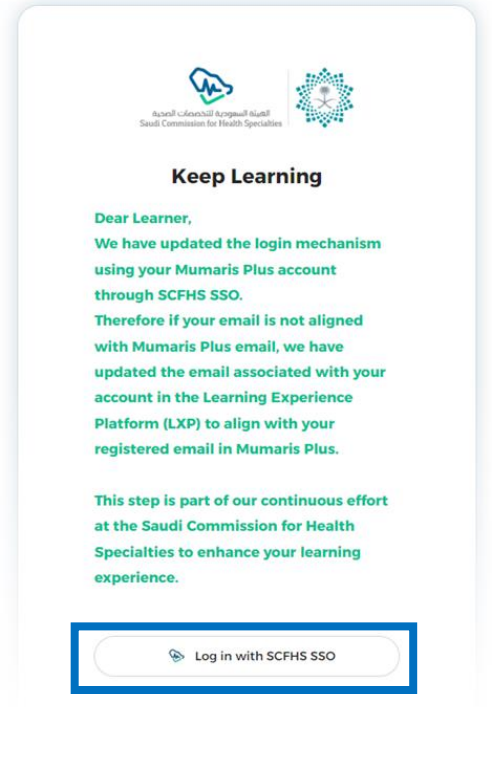 الهيئة السعودية للتخصصات الصحية
Saudi Commission for Health Specialties
Keep Learning
Dear Learner,
We have updated the login mechanism
using your Mumaris Plus account
through SCFHS SSO.
Therefore if your email is not aligned
with Mumaris Plus email, we have
updated the email associated with your
account in the Learning Experience
Platform (LXP) to align with your
registered email in Mumaris Plus.
This step is part of our continuous effort
at the Saudi Commission for Health
Specialties to enhance your learning
experience.
Log in with SCFHS SSO